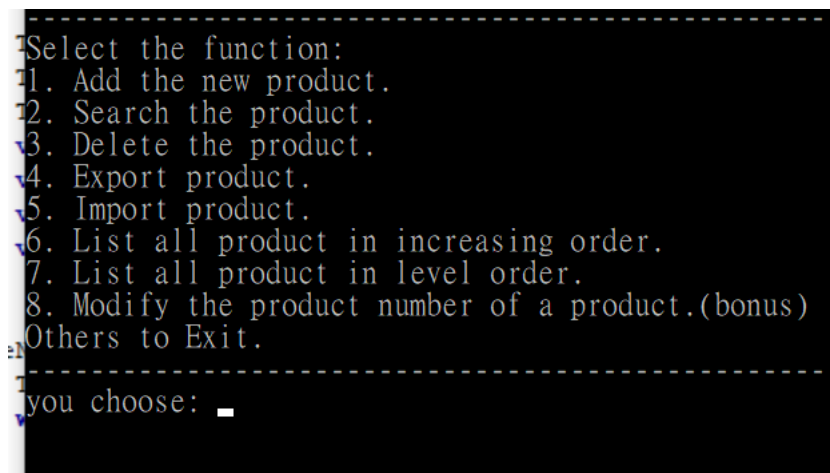 --------------------------------------------------
Select the function:
1. Add the new product.
2. Search the product.
3. Delete the product.
4. Export product.
5. Import product.
6. List all product in increasing order.
7. List all product in level order.
8. Modify the product number of a product.(bonus)
Others to Exit.
--------------------------------------------------
you choose: